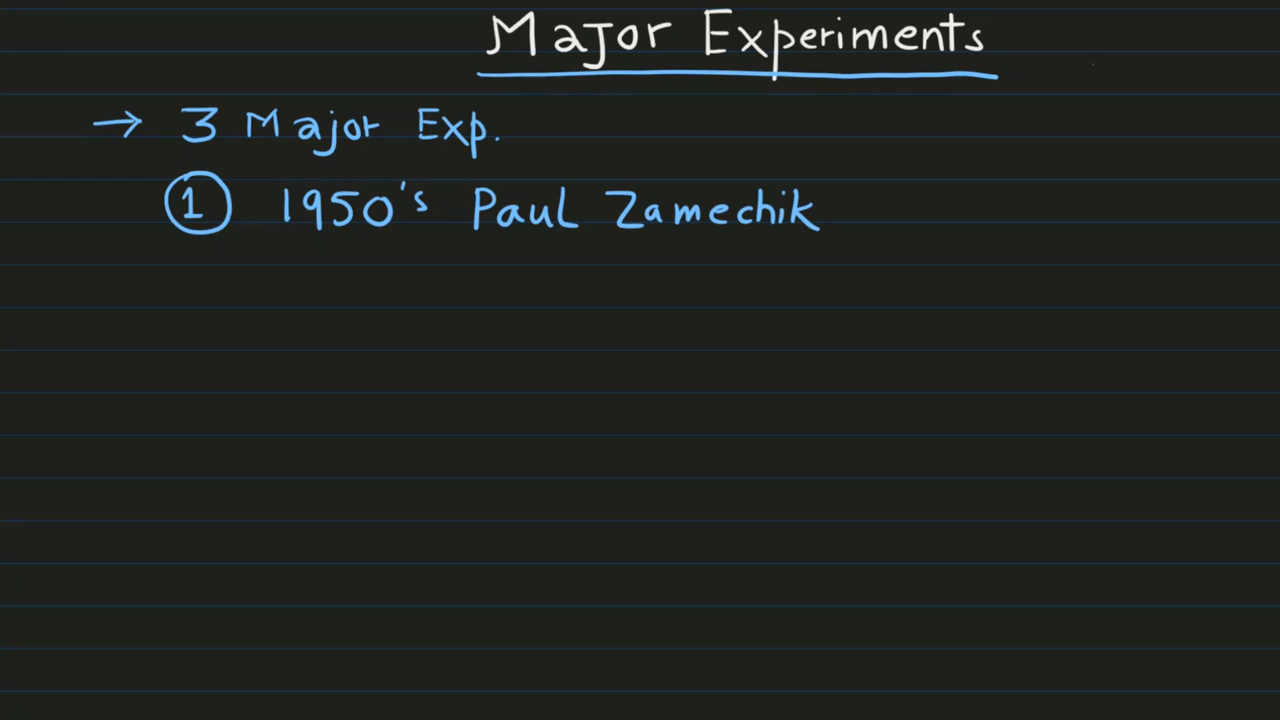 Major Experiments
→ 3 Major Exp.
① 1950's Paul Zamechik